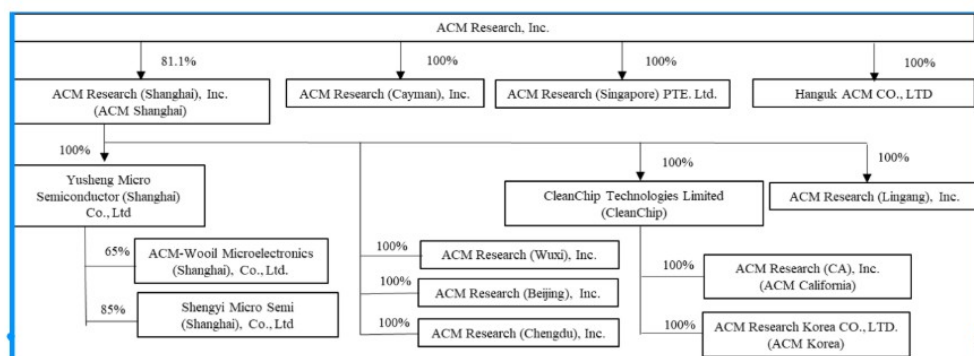 ACM Research, Inc.
81.1%
100%
100%
100%
ACM Research (Shanghai), Inc.
(ACM Shanghai)
ACM Research (Cayman), Inc.
ACM Research (Singapore) PTE. Ltd.
Hanguk ACM CO., LTD
100%
100%
100%
Yusheng Micro
Semiconductor (Shanghai)
Co., Ltd
CleanChip Technologies Limited
(CleanChip)
ACM Research (Lingang), Inc.
65%
ACM-Wooil Microelectronics
(Shanghai), Co., Ltd.
85%
Shengyi Micro Semi
(Shanghai), Co., Ltd
100%
ACM Research (Wuxi), Inc.
100%
ACM Research (Beijing), Inc.
100%
ACM Research (Chengdu), Inc.
100%
ACM Research (CA), Inc.
(ACM California)
100%
ACM Research Korea CO., LTD.
(ACM Korea)